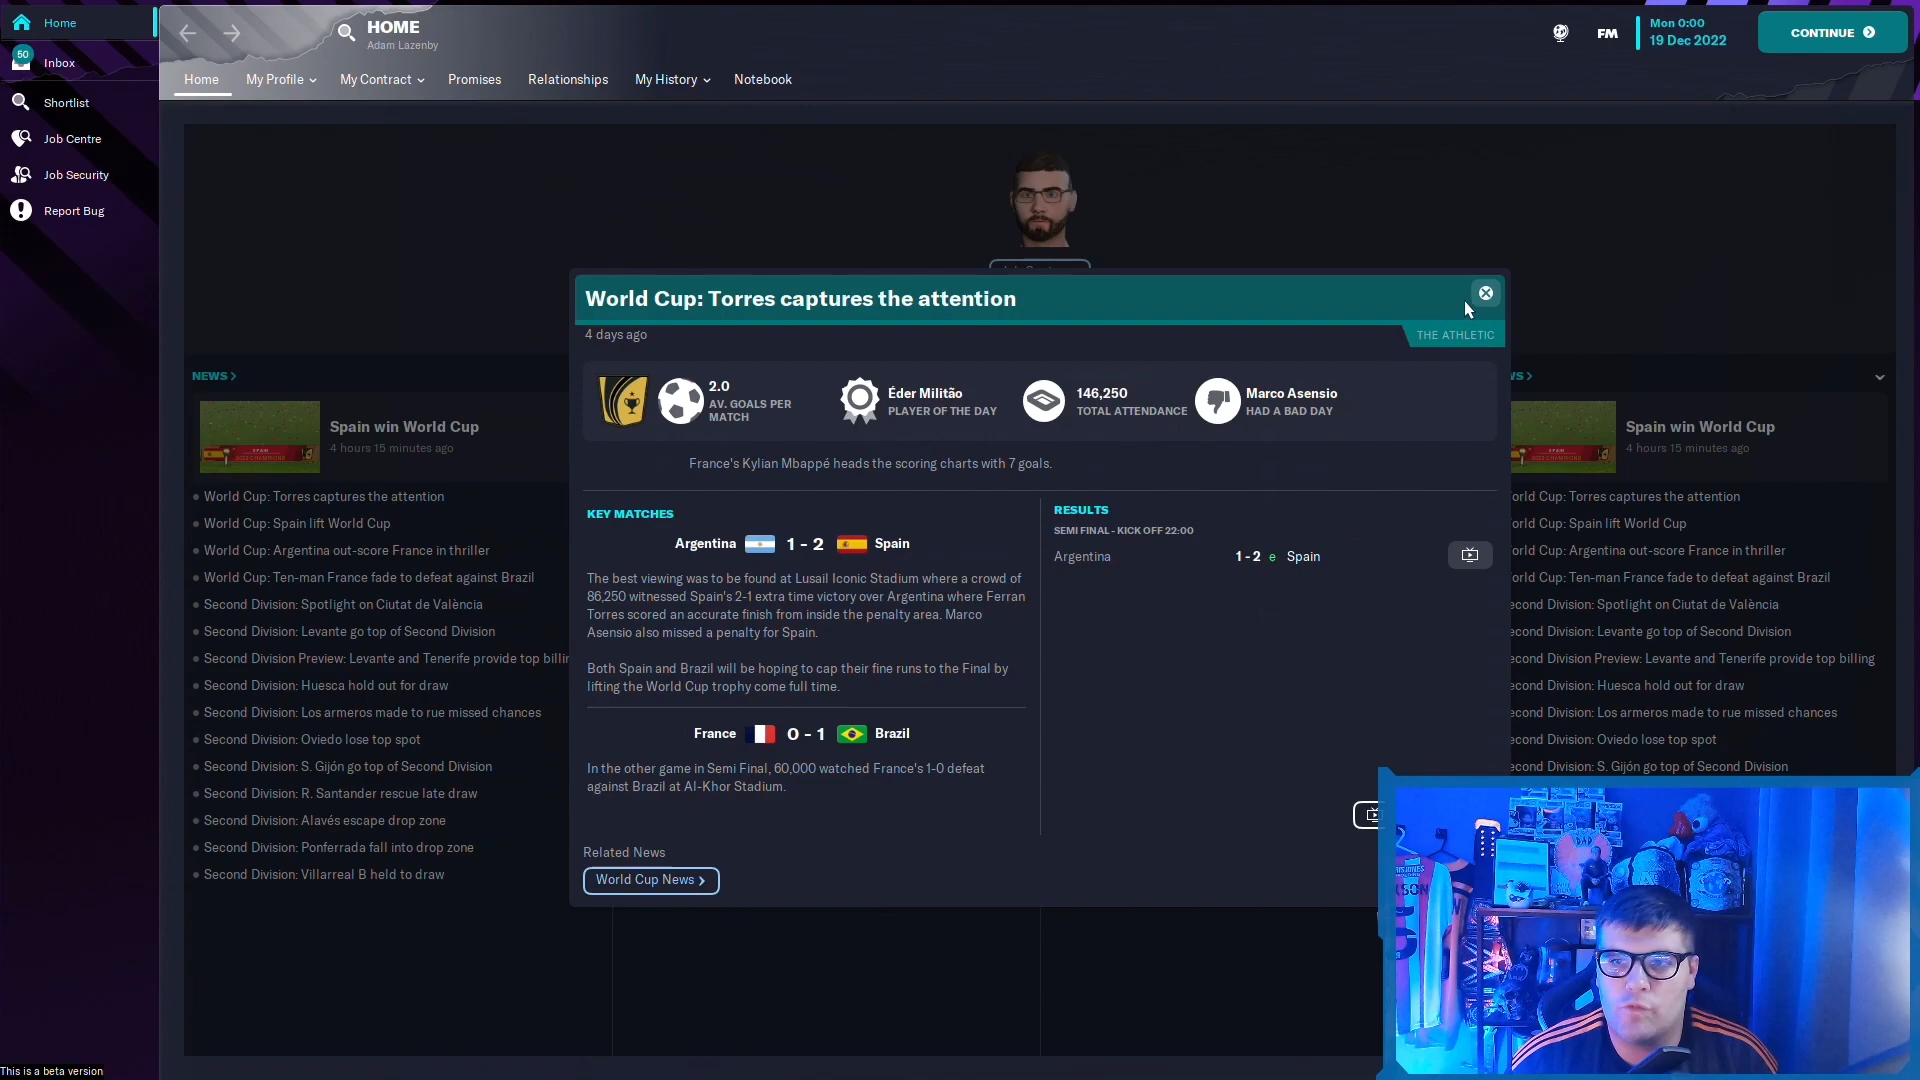 Home
50
Inbox
Shortlist
Job Centre
Job Security
Report Bug
HOME
Adam Lazenby
FM
Mon 0:00
19 Dec 2022
CONTINUE
Home
My Profile
My Contract
Promises
Relationships
My History
Notebook
World Cup: Torres captures the attention
4 days ago
THE ATHLETIC
2.0
AV. GOALS PER
MATCH
Éder Militão
PLAYER OF THE DAY
146,250
TOTAL ATTENDANCE
Marco Asensio
HAD A BAD DAY
France's Kylian Mbappé heads the scoring charts with 7 goals.
KEY MATCHES
Argentina 1 - 2 Spain
The best viewing was to be found at Lusail Iconic Stadium where a crowd of
86,250 witnessed Spain's 2-1 extra time victory over Argentina where Ferran
Torres scored an accurate finish from inside the penalty area. Marco
Asensio also missed a penalty for Spain.
Both Spain and Brazil will be hoping to cap their fine runs to the Final by
lifting the World Cup trophy come full time.
France 0 - 1 Brazil
In the other game in Semi Final, 60,000 watched France's 1-0 defeat
against Brazil at Al-Khor Stadium.
Related News
World Cup News
RESULTS
SEMI FINAL - KICK OFF 22:00
Argentina 1 - 2 e Spain
NEWS
Spain win World Cup
4 hours 15 minutes ago
World Cup: Torres captures the attention
World Cup: Spain lift World Cup
World Cup: Argentina out-score France in thriller
World Cup: Ten-man France fade to defeat against Brazil
Second Division: Spotlight on Ciutat de València
Second Division: Levante go top of Second Division
Second Division Preview: Levante and Tenerife provide top billin
Second Division: Huesca hold out for draw
Second Division: Los armeros made to rue missed chances
Second Division: Oviedo lose top spot
Second Division: S. Gijón go top of Second Division
Second Division: R. Santander rescue late draw
Second Division: Alavés escape drop zone
Second Division: Ponferrada fall into drop zone
Second Division: Villarreal B held to draw
WS
Spain win World Cup
4 hours 15 minutes ago
orld Cup: Torres captures the attention
orld Cup: Spain lift World Cup
orld Cup: Argentina out-score France in thriller
orld Cup: Ten-man France fade to defeat against Brazil
econd Division: Spotlight on Ciutat de València
econd Division: Levante go top of Second Division
econd Division Preview: Levante and Tenerife provide top billing
econd Division: Huesca hold out for draw
econd Division: Los armeros made to rue missed chances
econd Division: Oviedo lose top spot
econd Division: S. Gijón go top of Second Division
DAD
This is a beta version